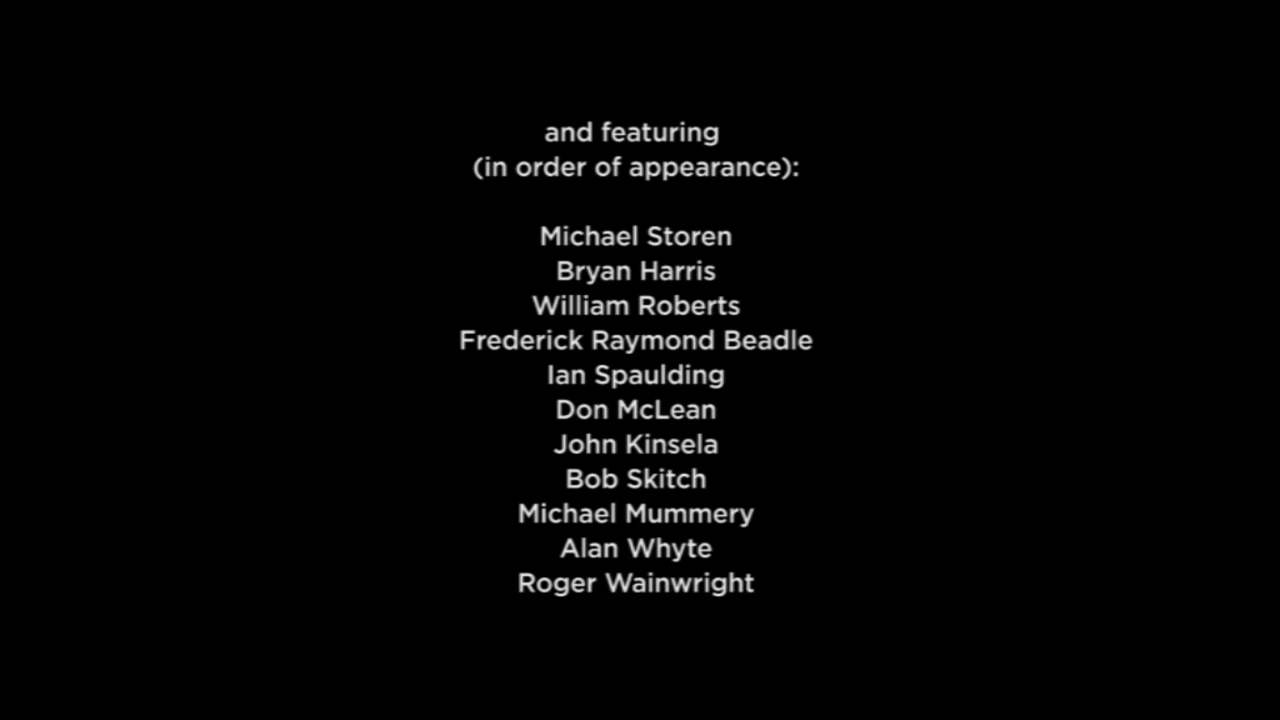 and featuring
(in order of appearance):
Michael Storen
Bryan Harris
William Roberts
Frederick Raymond Beadle
Ian Spaulding
Don McLean
John Kinsela
Bob Skitch
Michael Mummery
Alan Whyte
Roger Wainwright